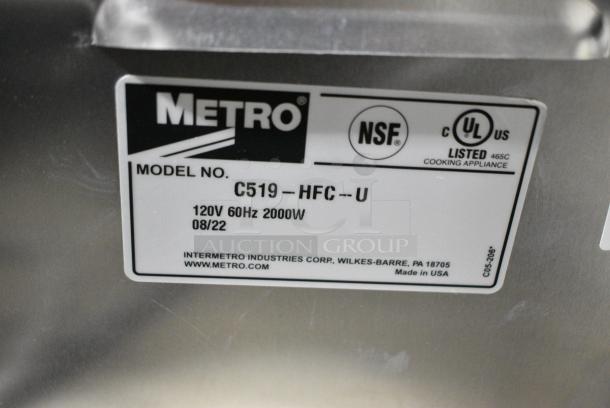 METRO®
NSF®
C UL® US
LISTED 465C
COOKING APPLIANCE
MODEL NO.
C519-HFC-U
120V 60Hz 2000W
08/22
PCI
AUCTION GROUP
INTERMETRO INDUSTRIES CORP., WILKES-BARRE, PA 18705
WWW.METRO.COM
Made in USA
C05-206*